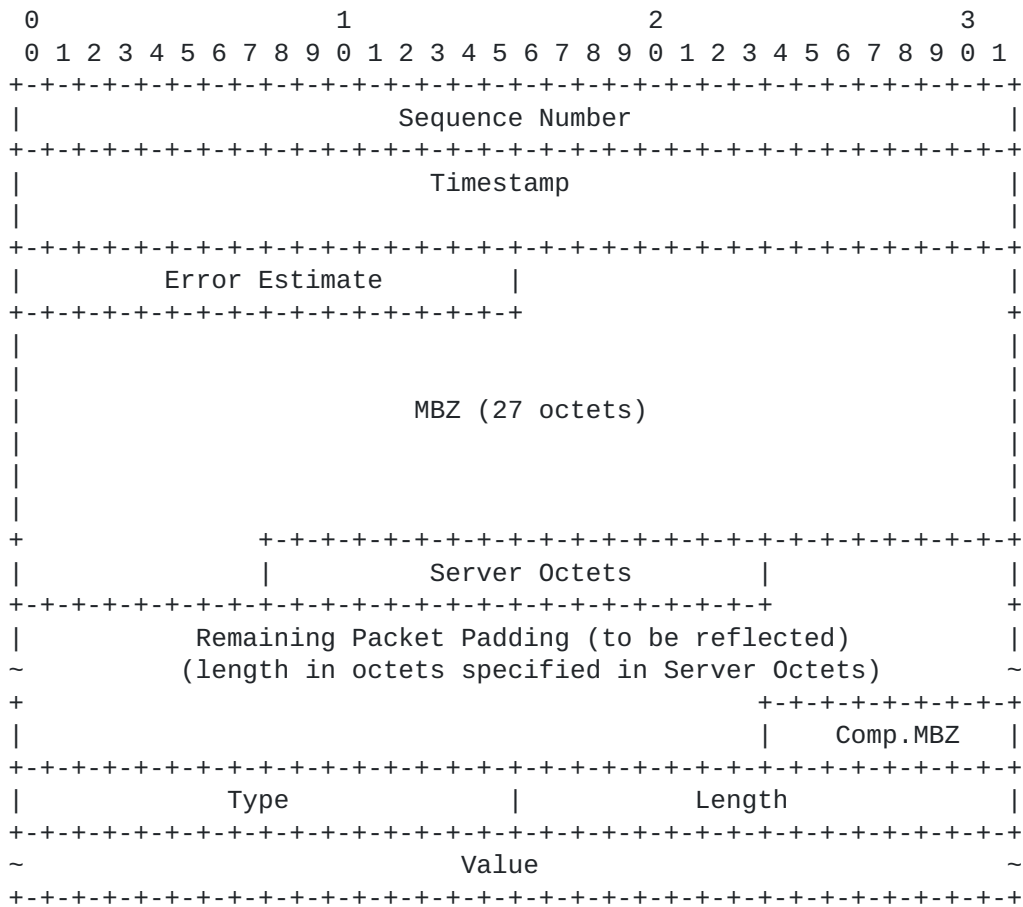 0                   1                   2                   3
 0 1 2 3 4 5 6 7 8 9 0 1 2 3 4 5 6 7 8 9 0 1 2 3 4 5 6 7 8 9 0 1
+-+-+-+-+-+-+-+-+-+-+-+-+-+-+-+-+-+-+-+-+-+-+-+-+-+-+-+-+-+-+-+-+
|                        Sequence Number                        |
+-+-+-+-+-+-+-+-+-+-+-+-+-+-+-+-+-+-+-+-+-+-+-+-+-+-+-+-+-+-+-+-+
|                          Timestamp                            |
|                                                               |
+-+-+-+-+-+-+-+-+-+-+-+-+-+-+-+-+-+-+-+-+-+-+-+-+-+-+-+-+-+-+-+-+
|         Error Estimate        |                               |
+-+-+-+-+-+-+-+-+-+-+-+-+-+-+-+-+                               +
|                                                               |
|                                                               |
|                         MBZ (27 octets)                       |
|                                                               |
|                                                               |
|                                                               |
+               +-+-+-+-+-+-+-+-+-+-+-+-+-+-+-+-+-+-+-+-+-+-+-+-+
|               |          Server Octets        |               |
+-+-+-+-+-+-+-+-+-+-+-+-+-+-+-+-+-+-+-+-+-+-+-+-+               +
|           Remaining Packet Padding (to be reflected)          |
~          (length in octets specified in Server Octets)        ~
+                                               +-+-+-+-+-+-+-+-+
|                                               |    Comp.MBZ   |
+-+-+-+-+-+-+-+-+-+-+-+-+-+-+-+-+-+-+-+-+-+-+-+-+-+-+-+-+-+-+-+-+
|             Type              |           Length              |
+-+-+-+-+-+-+-+-+-+-+-+-+-+-+-+-+-+-+-+-+-+-+-+-+-+-+-+-+-+-+-+-+
~                            Value                              ~
+-+-+-+-+-+-+-+-+-+-+-+-+-+-+-+-+-+-+-+-+-+-+-+-+-+-+-+-+-+-+-+-+